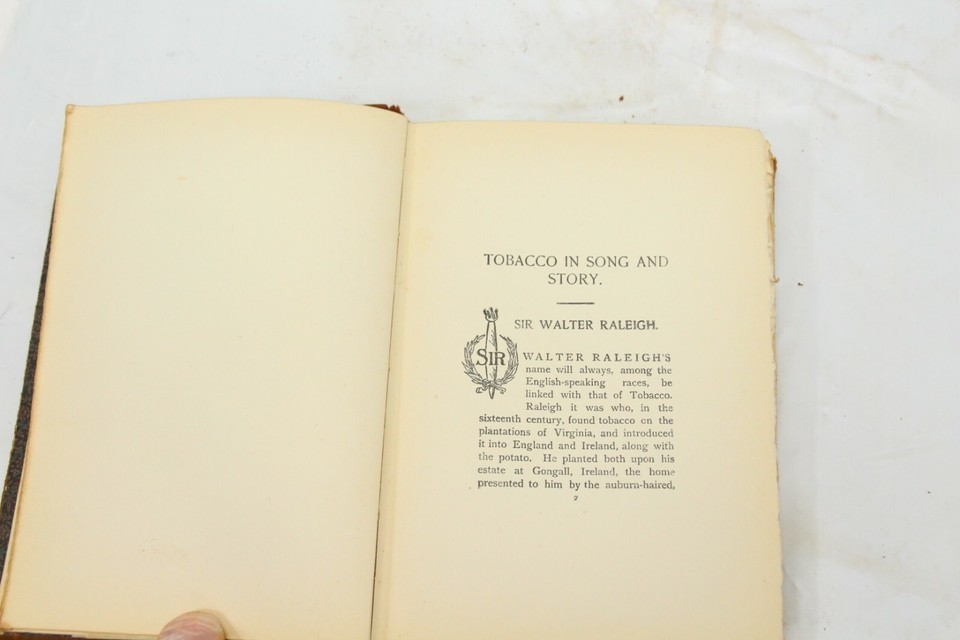 TOBACCO IN SONG AND
STORY.
SIR WALTER RALEIGH.
SIR WALTER RALEIGH'S
name will always, among the
English-speaking races, be
linked with that of Tobacco.
Raleigh it was who, in the
sixteenth century, found tobacco on the
plantations of Virginia, and introduced
it into England and Ireland, along with
the potato. He planted both upon his
estate at Gongall, Ireland, the home
presented to him by the auburn-haired,
7